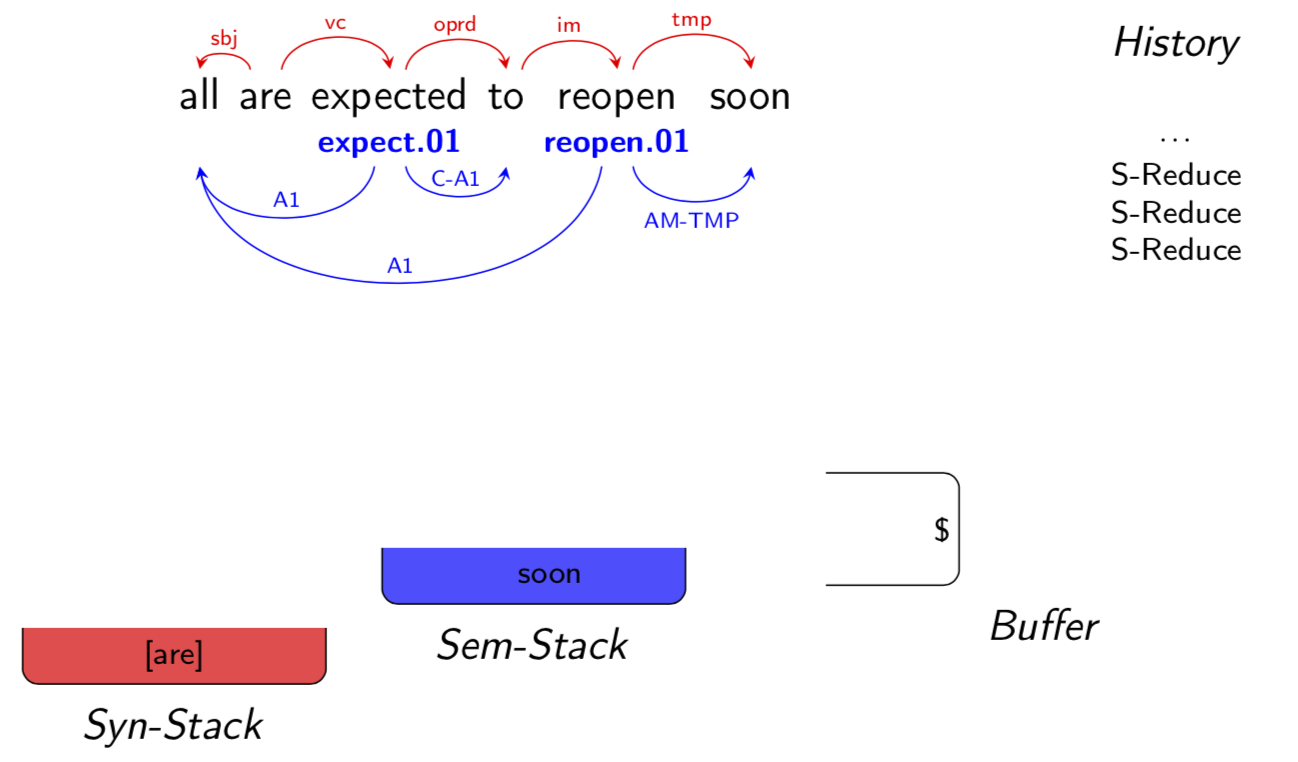 sbj vc oprd im tmp
History
all are expected to reopen soon
expect.01 reopen.01
A1 C-A1 AM-TMP
A1
...
S-Reduce
S-Reduce
S-Reduce
$
soon
Buffer
Sem-Stack
[are]
Syn-Stack